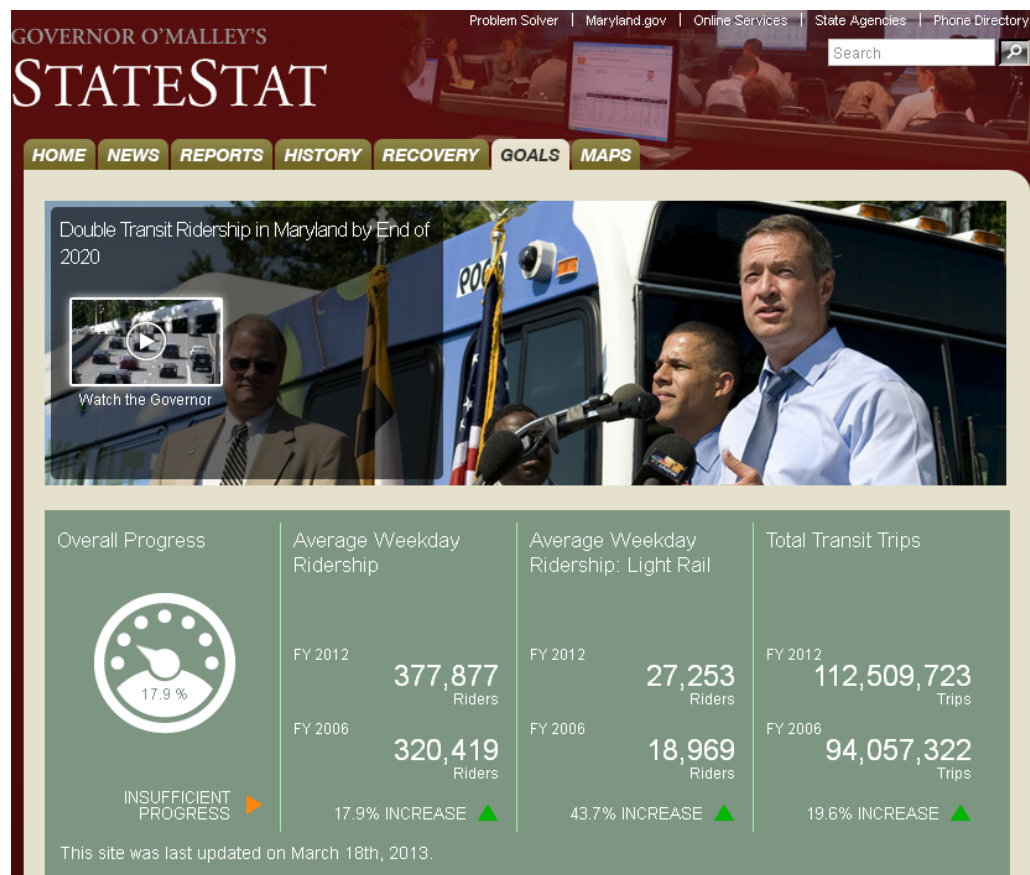 Problem Solver | Maryland.gov | Online Services | State Agencies | Phone Directory
GOVERNOR O'MALLEY'S
STATESTAT
Search
HOME NEWS REPORTS HISTORY RECOVERY GOALS MAPS
Double Transit Ridership in Maryland by End of
2020
Watch the Governor
Overall Progress
17.9 %
INSUFFICIENT
PROGRESS
Average Weekday
Ridership
FY 2012
377,877
Riders
FY 2006
320,419
Riders
17.9% INCREASE
Average Weekday
Ridership: Light Rail
FY 2012
27,253
Riders
FY 2006
18,969
Riders
43.7% INCREASE
Total Transit Trips
FY 2012
112,509,723
Trips
FY 2006
94,057,322
Trips
19.6% INCREASE
This site was last updated on March 18th, 2013.